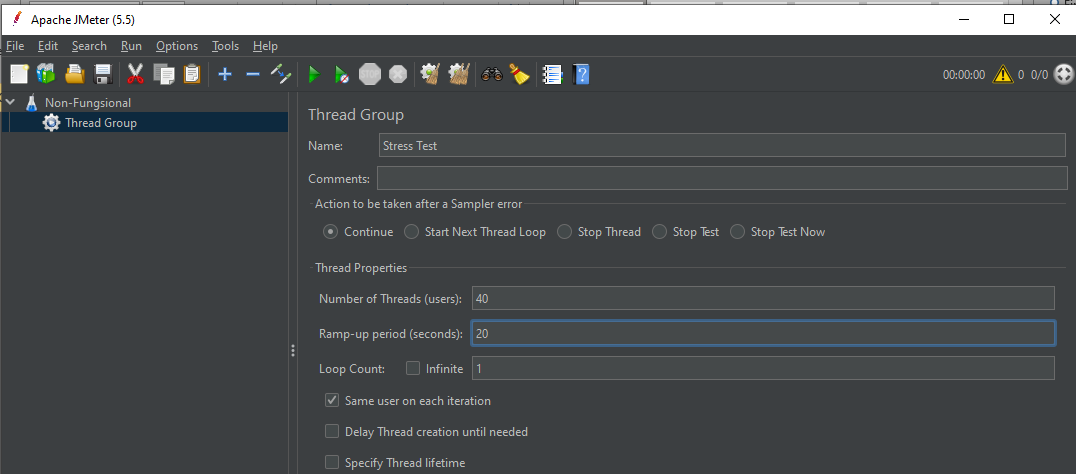 Apache JMeter (5.5)
File Edit Search Run Options Tools Help
STOP 00:00:00 0 0/0
Non-Fungsional
Thread Group
Thread Group
Name: Stress Test
Comments:
Action to be taken after a Sampler error
Continue Start Next Thread Loop Stop Thread Stop Test Stop Test Now
Thread Properties
Number of Threads (users): 40
Ramp-up period (seconds): 20
Loop Count: Infinite 1
Same user on each iteration
Delay Thread creation until needed
Specify Thread lifetime